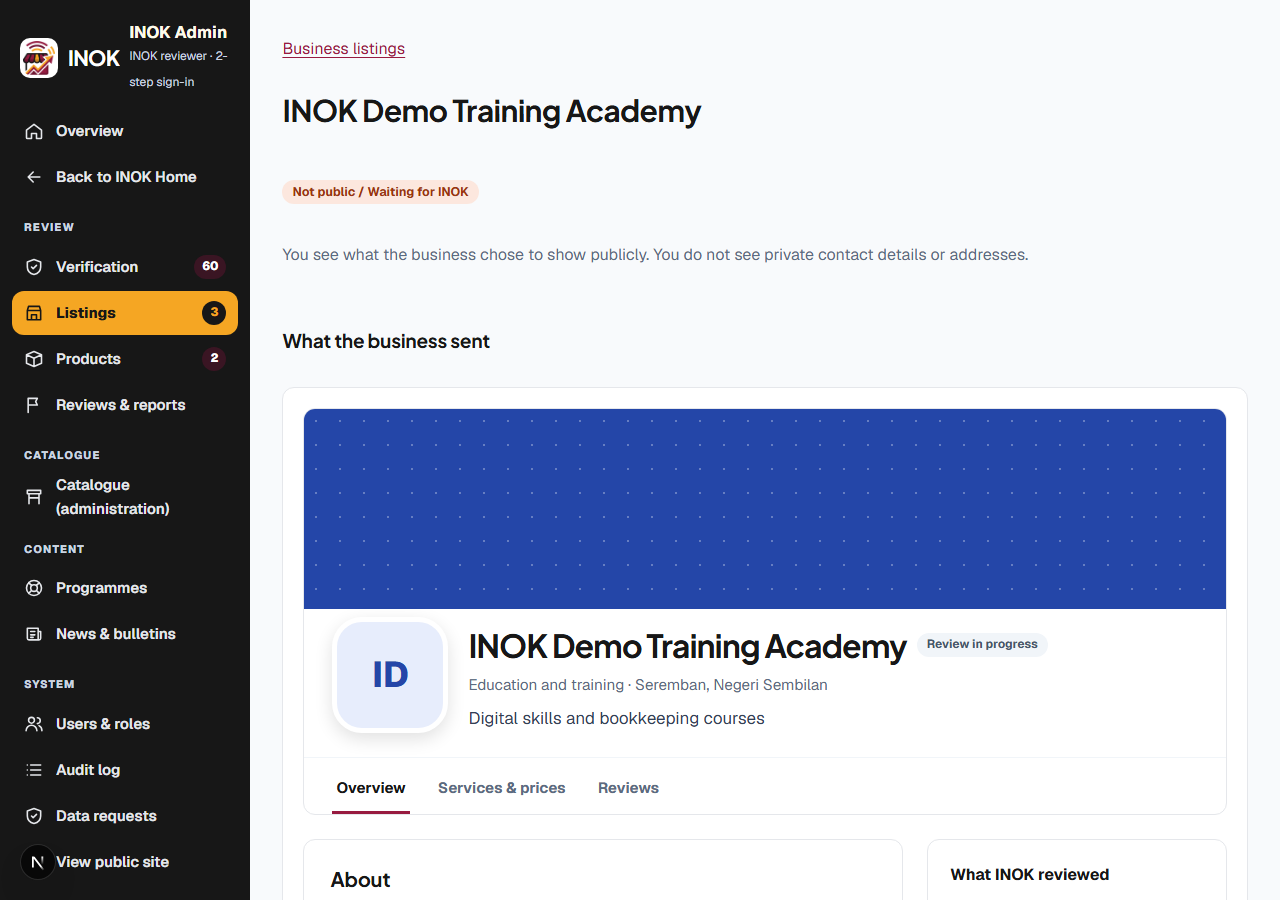 INOK
INOK Admin
INOK reviewer · 2-
step sign-in
Overview
Back to INOK Home
REVIEW
Verification 60
Listings 3
Products 2
Reviews & reports
CATALOGUE
Catalogue
(administration)
CONTENT
Programmes
News & bulletins
SYSTEM
Users & roles
Audit log
Data requests
N View public site
Business listings
INOK Demo Training Academy
Not public / Waiting for INOK
You see what the business chose to show publicly. You do not see private contact details or addresses.
What the business sent
ID
INOK Demo Training Academy Review in progress
Education and training · Seremban, Negeri Sembilan
Digital skills and bookkeeping courses
Overview Services & prices Reviews
About
What INOK reviewed